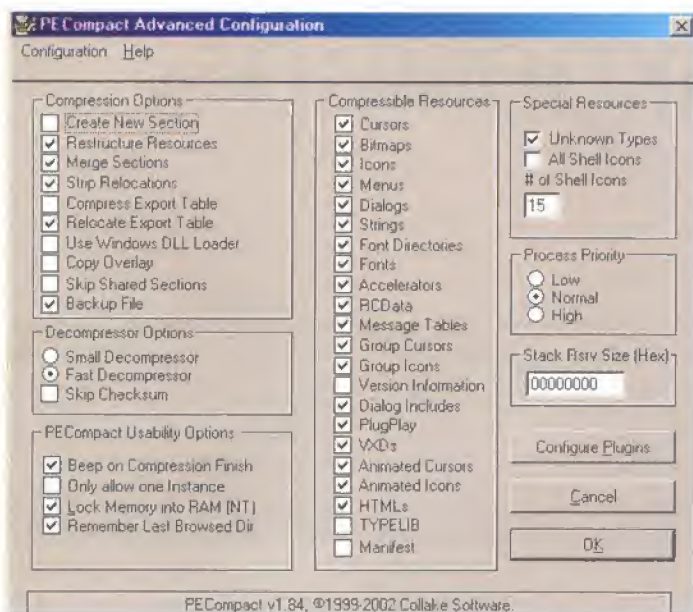 PECompact Advanced Configuration
Configuration Help
Compression Options
Create New Section
Restructure Resources
Merge Sections
Strip Relocations
Compress Export Table
Relocate Export Table
Use Windows DLL Loader
Copy Overlay
Skip Shared Sections
Backup File
Decompressor Options
Small Decompressor
Fast Decompressor
Skip Checksum
PECompact Usability Options
Beep on Compression Finish
Only allow one Instance
Lock Memory into RAM (NT)
Remember Last Browsed Dir
Compressible Resources
Cursors
Bitmaps
Icons
Menus
Dialogs
Strings
Font Directories
Fonts
Accelerators
RCData
Message Tables
Group Cursors
Group Icons
Version Information
Dialog Includes
PlugPlay
VXDs
Animated Cursors
Animated Icons
HTMLs
TYPELIB
Manifest
Special Resources
Unknown Types
All Shell Icons
# of Shell Icons
15
Process Priority
Low
Normal
High
Stack Rsrv Size (Hex)
00000000
Configure Plugins
Cancel
OK
PECompact v1.84, ©1999-2002 Collake Software.